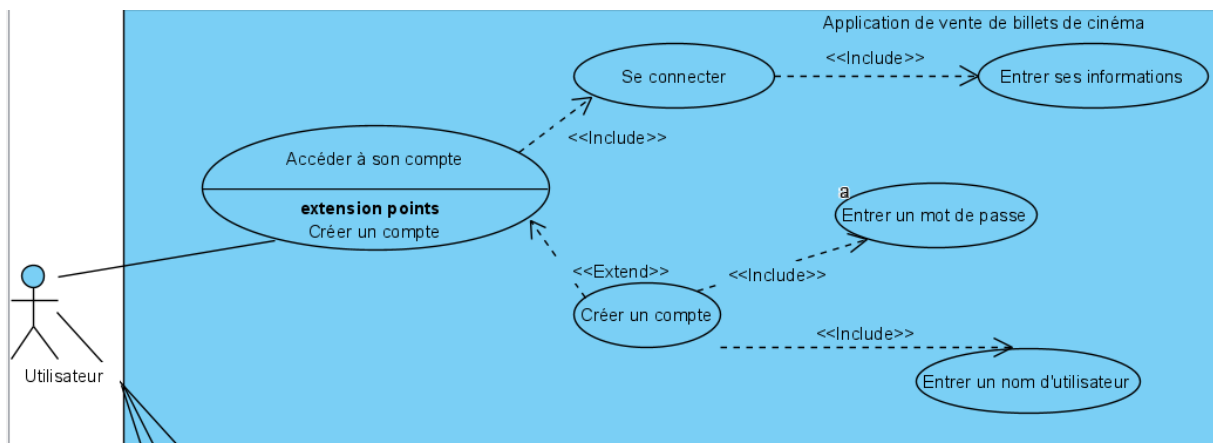 Application de vente de billets de cinéma
Se connecter
<<Include>>
Entrer ses informations
<<Include>>
Accéder à son compte
extension points
Créer un compte
a
Entrer un mot de passe
<<Extend>>
<<Include>>
Créer un compte
<<Include>>
Utilisateur
Entrer un nom d'utilisateur